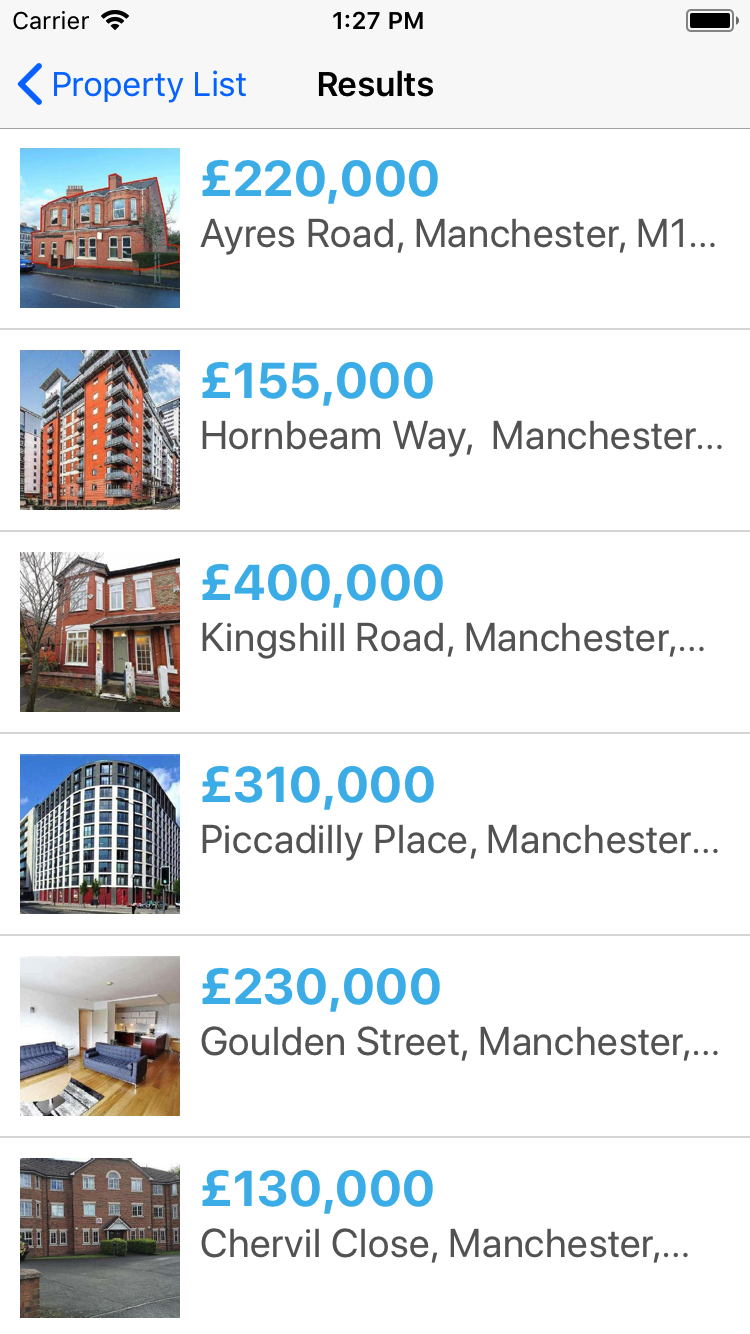 Carrier 1:27 PM
Property List Results
£220,000
Ayres Road, Manchester, M1...
£155,000
Hornbeam Way,  Manchester...
£400,000
Kingshill Road, Manchester,...
£310,000
Piccadilly Place, Manchester...
£230,000
Goulden Street, Manchester,...
£130,000
Chervil Close, Manchester,...